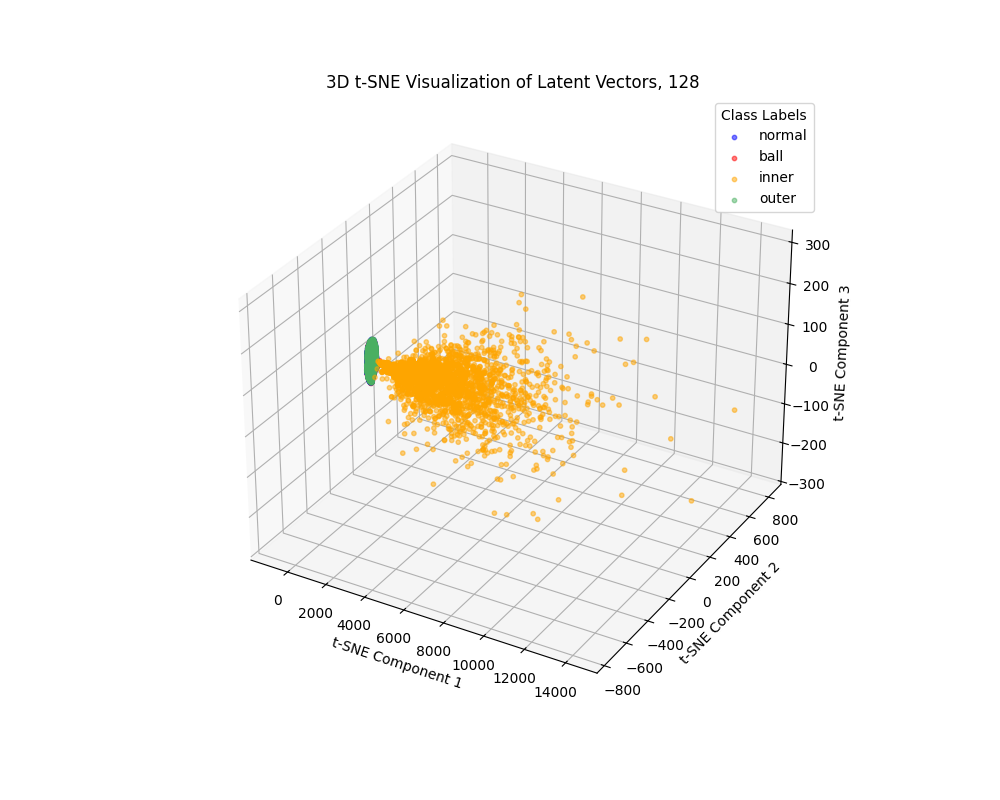 3D t-SNE Visualization of Latent Vectors, 128
Class Labels
normal
ball
inner
outer
300
200
100
0
−100
−200
−300
t-SNE Component 3
800
600
400
200
0
−200
−400
−600
−800
t-SNE Component 2
0
2000
4000
6000
8000
10000
12000
14000
t-SNE Component 1